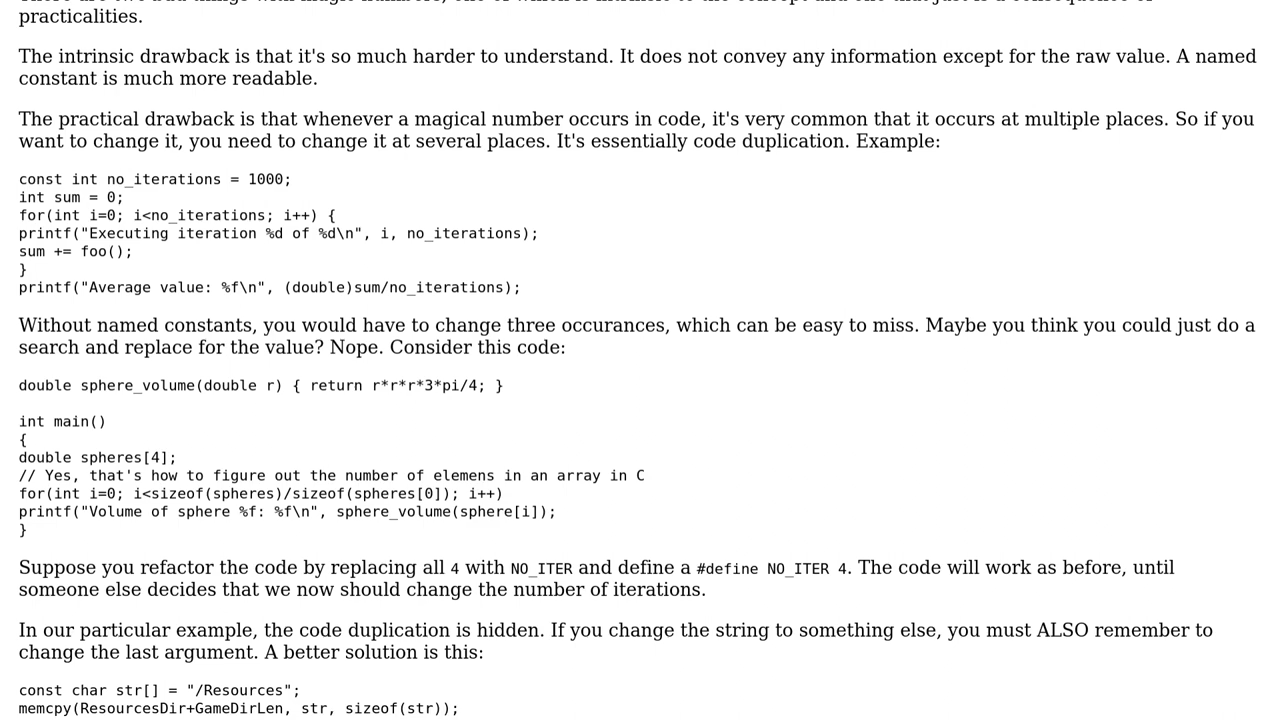 practicalities.
The intrinsic drawback is that it's so much harder to understand. It does not convey any information except for the raw value. A named
constant is much more readable.
The practical drawback is that whenever a magical number occurs in code, it's very common that it occurs at multiple places. So if you
want to change it, you need to change it at several places. It's essentially code duplication. Example:
const int no_iterations = 1000;
int sum = 0;
for(int i=0; i<no_iterations; i++) {
printf("Executing iteration %d of %d\n", i, no_iterations);
sum += foo();
}
printf("Average value: %f\n", (double)sum/no_iterations);
Without named constants, you would have to change three occurances, which can be easy to miss. Maybe you think you could just do a
search and replace for the value? Nope. Consider this code:
double sphere_volume(double r) { return r*r*r*3*pi/4; }
int main()
{
double spheres[4];
// Yes, that's how to figure out the number of elemens in an array in C
for(int i=0; i<sizeof(spheres)/sizeof(spheres[0]); i++)
printf("Volume of sphere %f: %f\n", sphere_volume(sphere[i]);
}
Suppose you refactor the code by replacing all 4 with NO_ITER and define a #define NO_ITER 4. The code will work as before, until
someone else decides that we now should change the number of iterations.
In our particular example, the code duplication is hidden. If you change the string to something else, you must ALSO remember to
change the last argument. A better solution is this:
const char str[] = "/Resources";
memcpy(ResourcesDir+GameDirLen, str, sizeof(str));